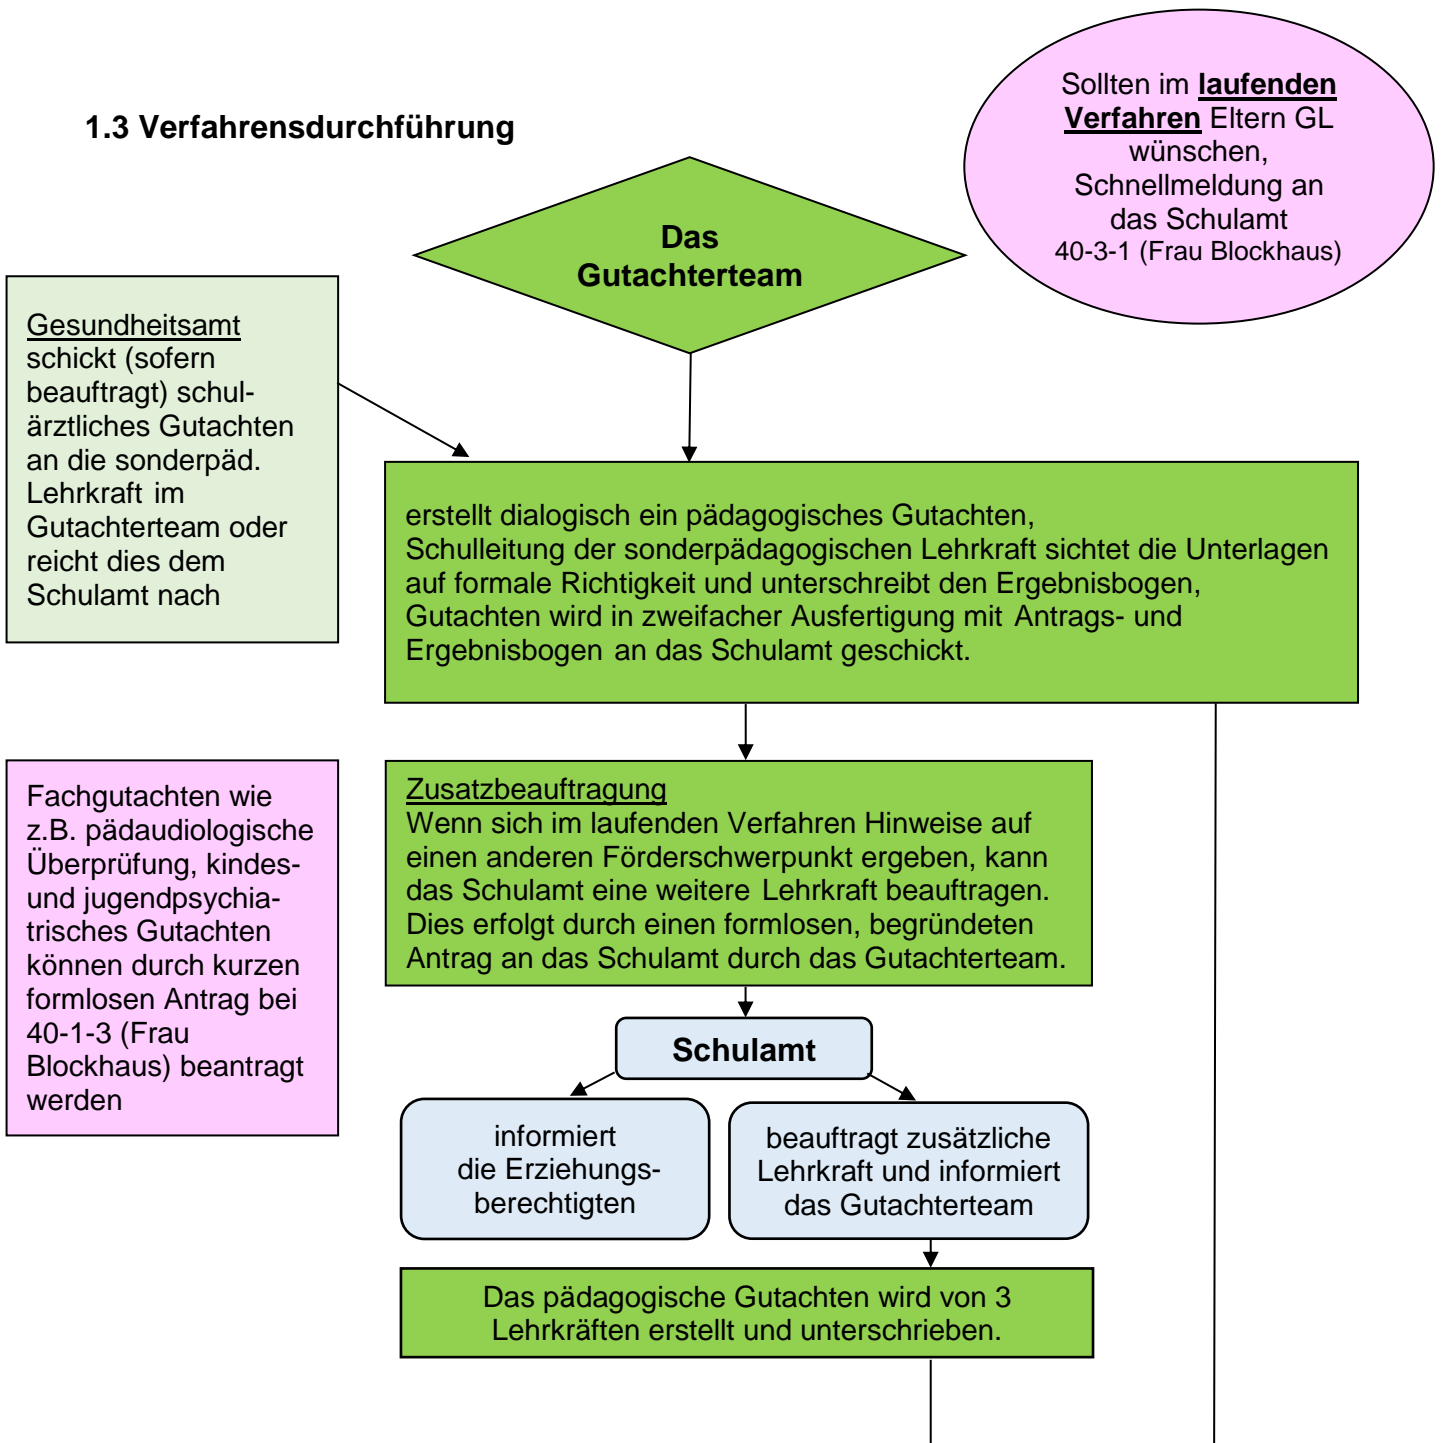 1.3 Verfahrensdurchführung
Sollten im laufenden
Verfahren Eltern GL
wünschen,
Schnellmeldung an
das Schulamt
40-3-1 (Frau Blockhaus)
Das
Gutachterteam
Gesundheitsamt
schickt (sofern
beauftragt) schul-
ärztliches Gutachten
an die sonderpäd.
Lehrkraft im
Gutachterteam oder
reicht dies dem
Schulamt nach
erstellt dialogisch ein pädagogisches Gutachten,
Schulleitung der sonderpädagogischen Lehrkraft sichtet die Unterlagen
auf formale Richtigkeit und unterschreibt den Ergebnisbogen,
Gutachten wird in zweifacher Ausfertigung mit Antrags- und
Ergebnisbogen an das Schulamt geschickt.
Fachgutachten wie
z.B. pädaudiologische
Überprüfung, kindes-
und jugendpsychia-
trisches Gutachten
können durch kurzen
formlosen Antrag bei
40-1-3 (Frau
Blockhaus) beantragt
werden
Zusatzbeauftragung
Wenn sich im laufenden Verfahren Hinweise auf
einen anderen Förderschwerpunkt ergeben, kann
das Schulamt eine weitere Lehrkraft beauftragen.
Dies erfolgt durch einen formlosen, begründeten
Antrag an das Schulamt durch das Gutachterteam.
Schulamt
informiert
die Erziehungs-
berechtigten
beauftragt zusätzliche
Lehrkraft und informiert
das Gutachterteam
Das pädagogische Gutachten wird von 3
Lehrkräften erstellt und unterschrieben.